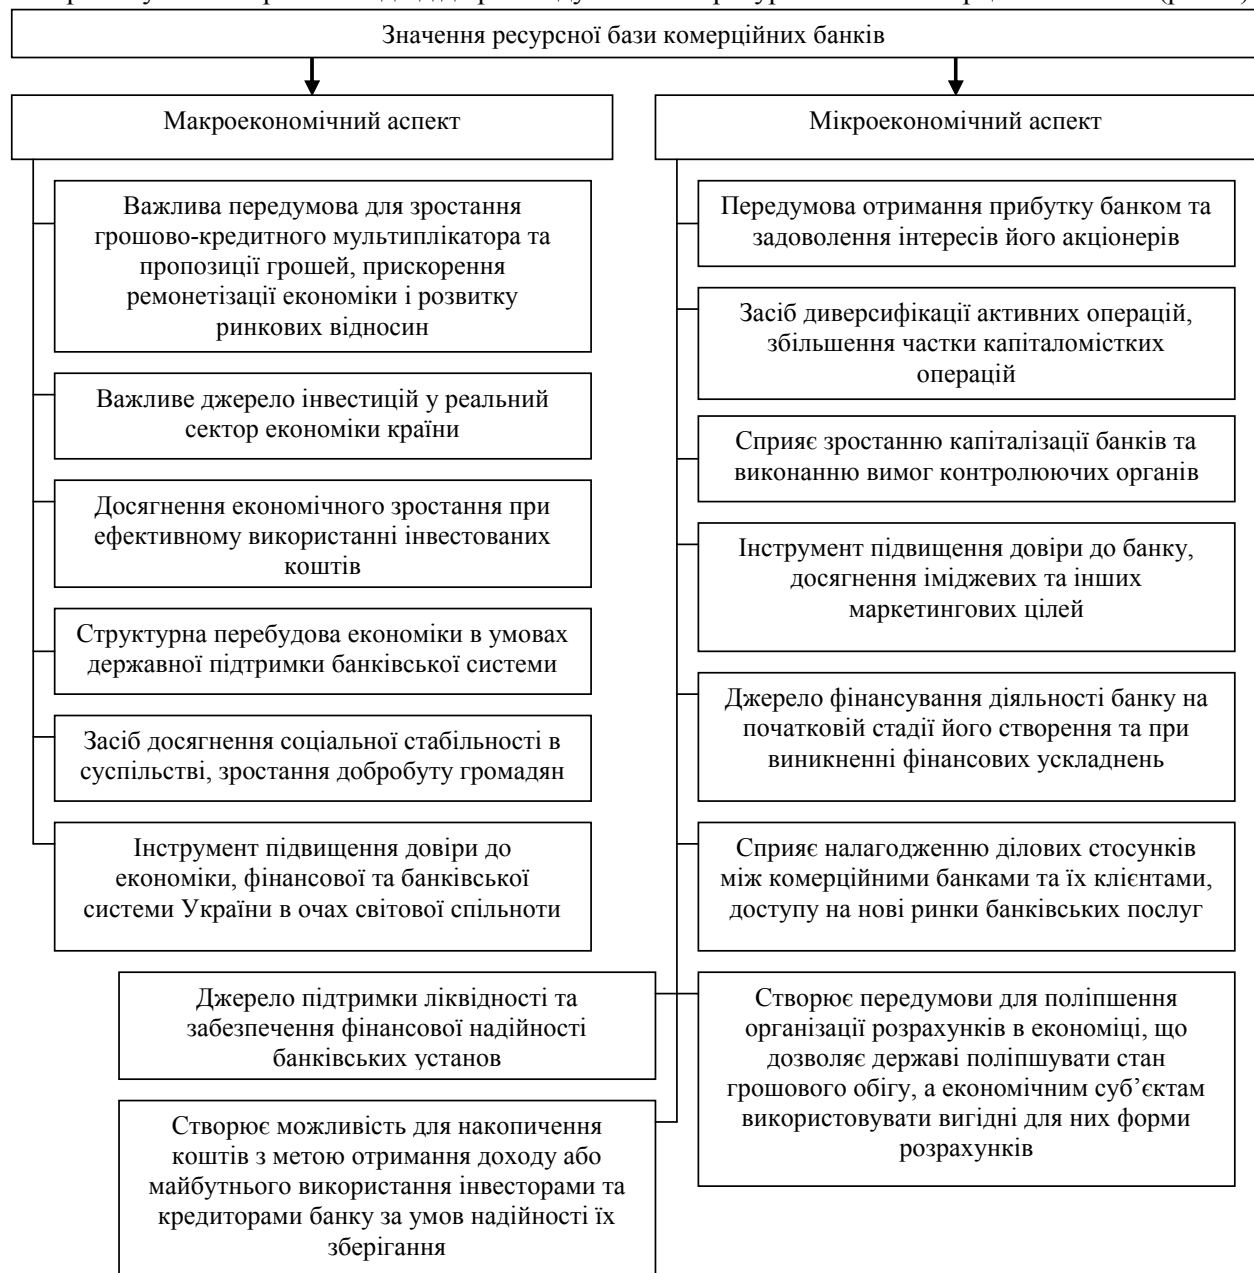 Значення ресурсної бази комерційних банків
Макроекономічний аспект
Важлива передумова для зростання
грошово-кредитного мультиплікатора та
пропозиції грошей, прискорення
ремонетізації економіки і розвитку
ринкових відносин
Важливе джерело інвестицій у реальний
сектор економіки країни
Досягнення економічного зростання при
ефективному використанні інвестованих
коштів
Структурна перебудова економіки в умовах
державної підтримки банківської системи
Засіб досягнення соціальної стабільності в
суспільстві, зростання добробуту громадян
Інструмент підвищення довіри до
економіки, фінансової та банківської
системи України в очах світової спільноти
Мікроекономічний аспект
Передумова отримання прибутку банком та
задоволення інтересів його акціонерів
Засіб диверсифікації активних операцій,
збільшення частки капіталомістких
операцій
Сприяє зростанню капіталізації банків та
виконанню вимог контролюючих органів
Інструмент підвищення довіри до банку,
досягнення іміджевих та інших
маркетингових цілей
Джерело фінансування діяльності банку на
початковій стадії його створення та при
виникненні фінансових ускладнень
Сприяє налагодженню ділових стосунків
між комерційними банками та їх клієнтами,
доступу на нові ринки банківських послуг
Джерело підтримки ліквідності та
забезпечення фінансової надійності
банківських установ
Створює передумови для поліпшення
організації розрахунків в економіці, що
дозволяє державі поліпшувати стан
грошового обігу, а економічним суб’єктам
використовувати вигідні для них форми
розрахунків
Створює можливість для накопичення
коштів з метою отримання доходу або
майбутнього використання інвесторами та
кредиторами банку за умов надійності їх
зберігання